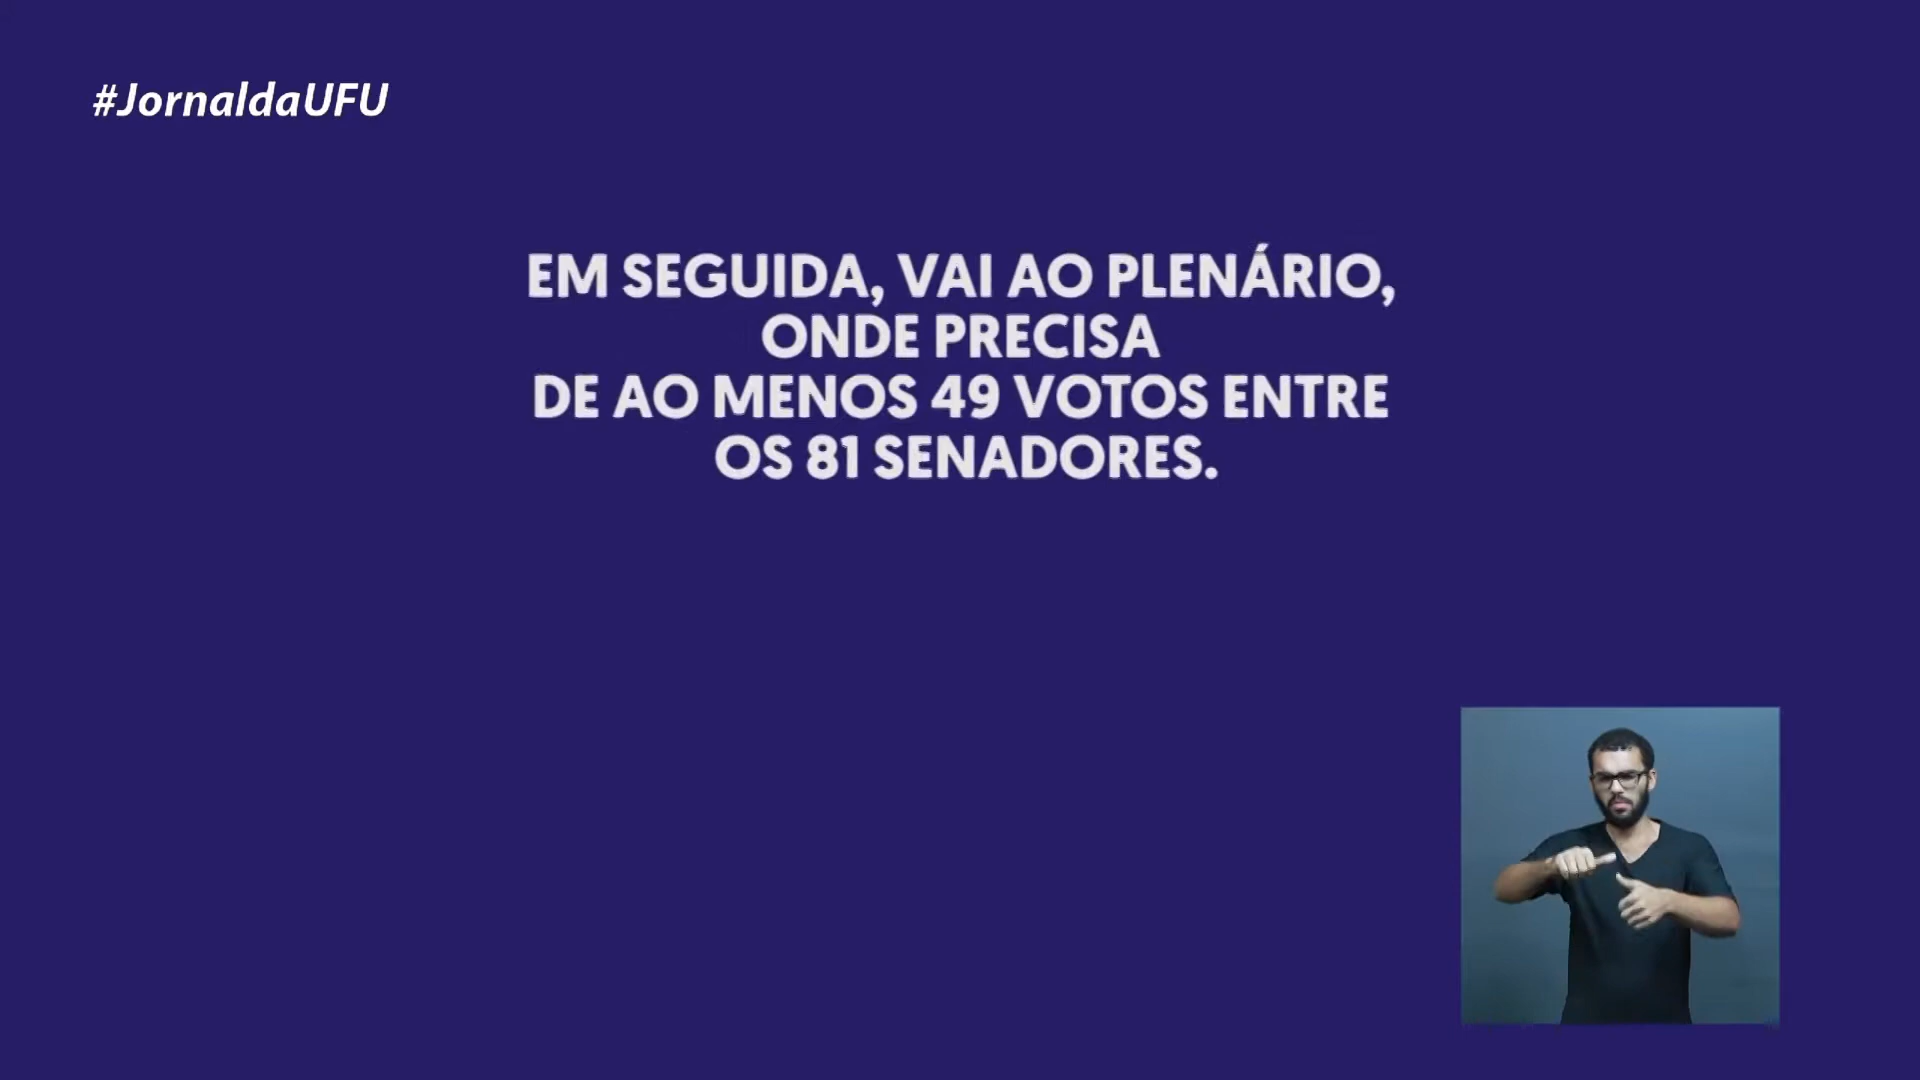 #JornaldaUFU
EM SEGUIDA, VAI AO PLENÁRIO,
ONDE PRECISA
DE AO MENOS 49 VOTOS ENTRE
OS 81 SENADORES.